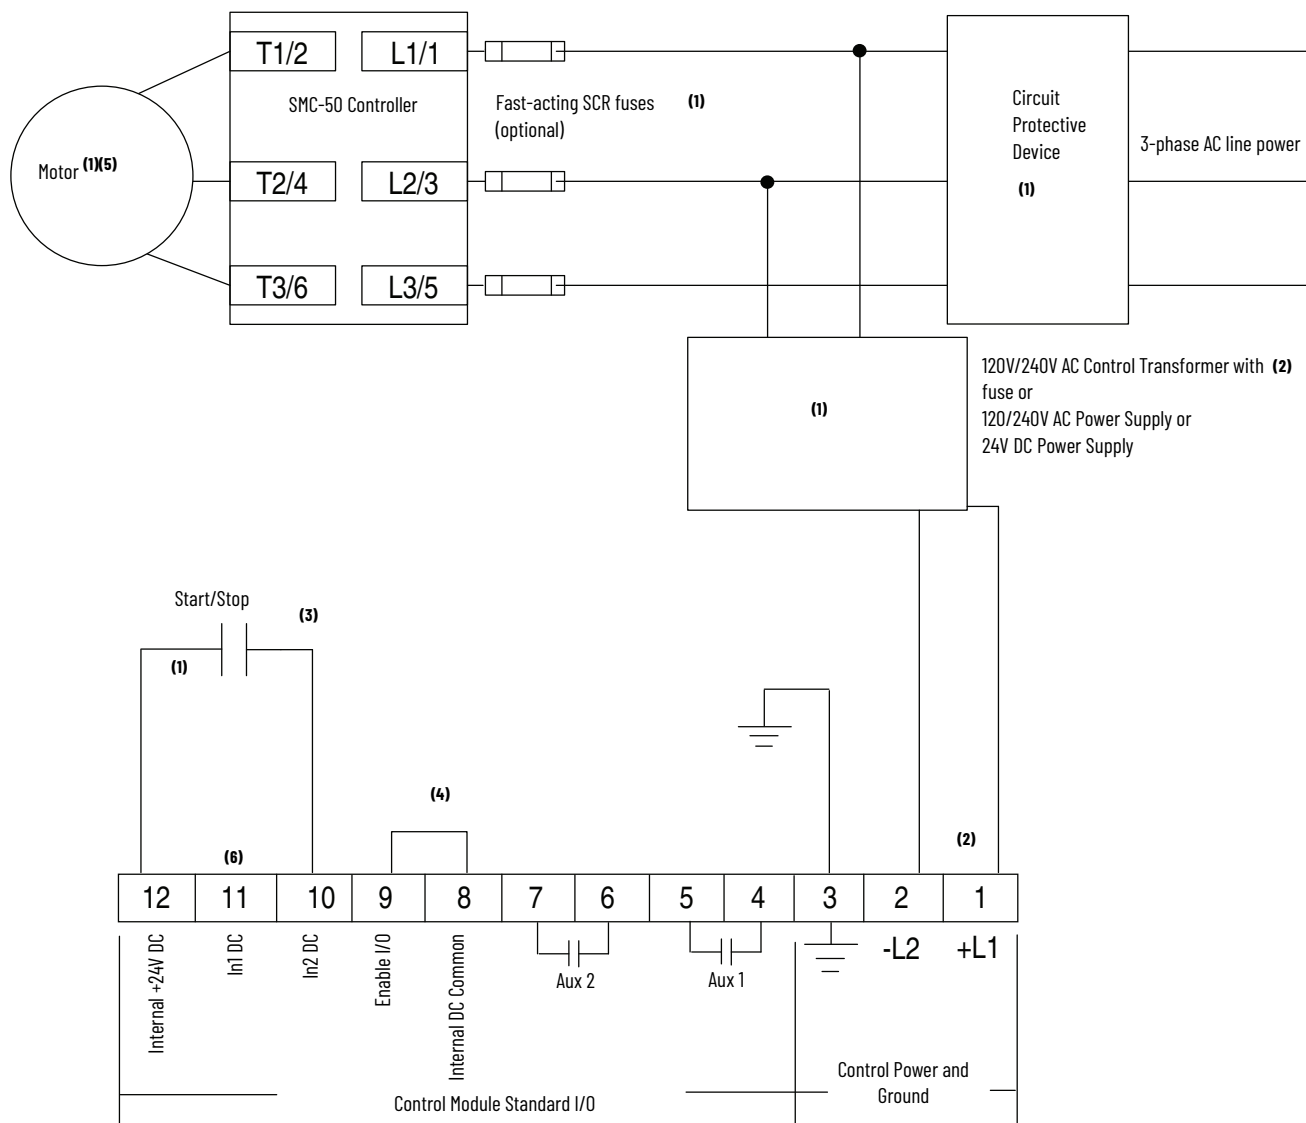 T1/2 L1/1
SMC-50 Controller
Fast-acting SCR fuses (1)
(optional)
Circuit
Protective
Device
(1)
3-phase AC line power
Motor (1)(5)
T2/4 L2/3
T3/6 L3/5
120V/240V AC Control Transformer with (2)
fuse or
120/240V AC Power Supply or
24V DC Power Supply
(1)
Start/Stop
(3)
(1)
(4)
(2)
(6)
12 11 10 9 8 7 6 5 4 3 2 1
Internal +24V DC
In1 DC
In2 DC
Enable I/O
Internal DC Common
Aux 2
Aux 1
-L2
+L1
Control Module Standard I/O
Control Power and
Ground